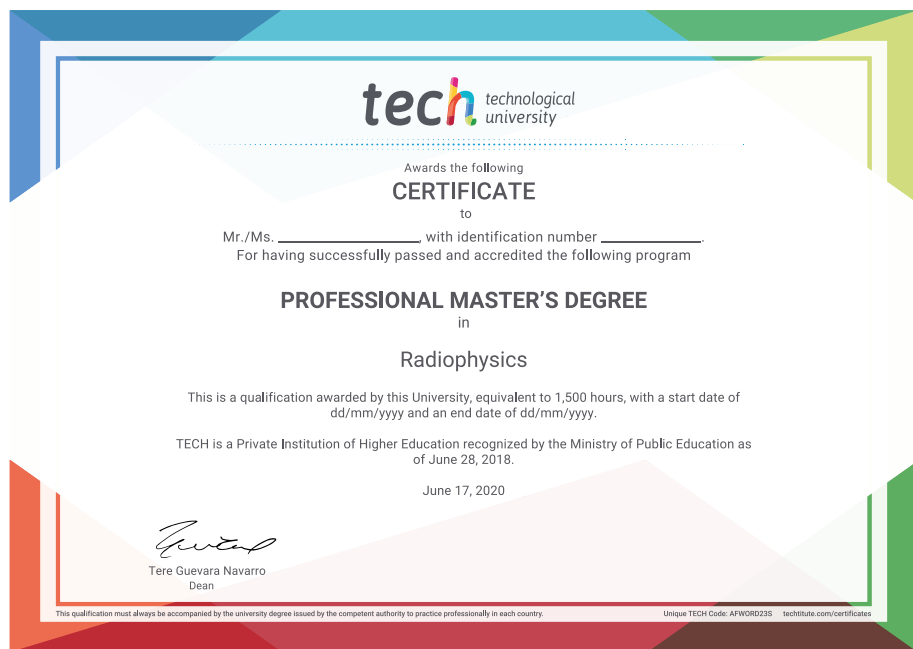 tech technological
university
Awards the following
CERTIFICATE
to
Mr./Ms. ____________________, with identification number ______________.
For having successfully passed and accredited the following program
PROFESSIONAL MASTER'S DEGREE
in
Radiophysics
This is a qualification awarded by this University, equivalent to 1,500 hours, with a start date of
dd/mm/yyyy and an end date of dd/mm/yyyy.
TECH is a Private Institution of Higher Education recognized by the Ministry of Public Education as
of June 28, 2018.
June 17, 2020
Tere Guevara Navarro
Dean
This qualification must always be accompanied by the university degree issued by the competent authority to practice professionally in each country.
Unique TECH Code: AFWORD23S techtitute.com/certificates